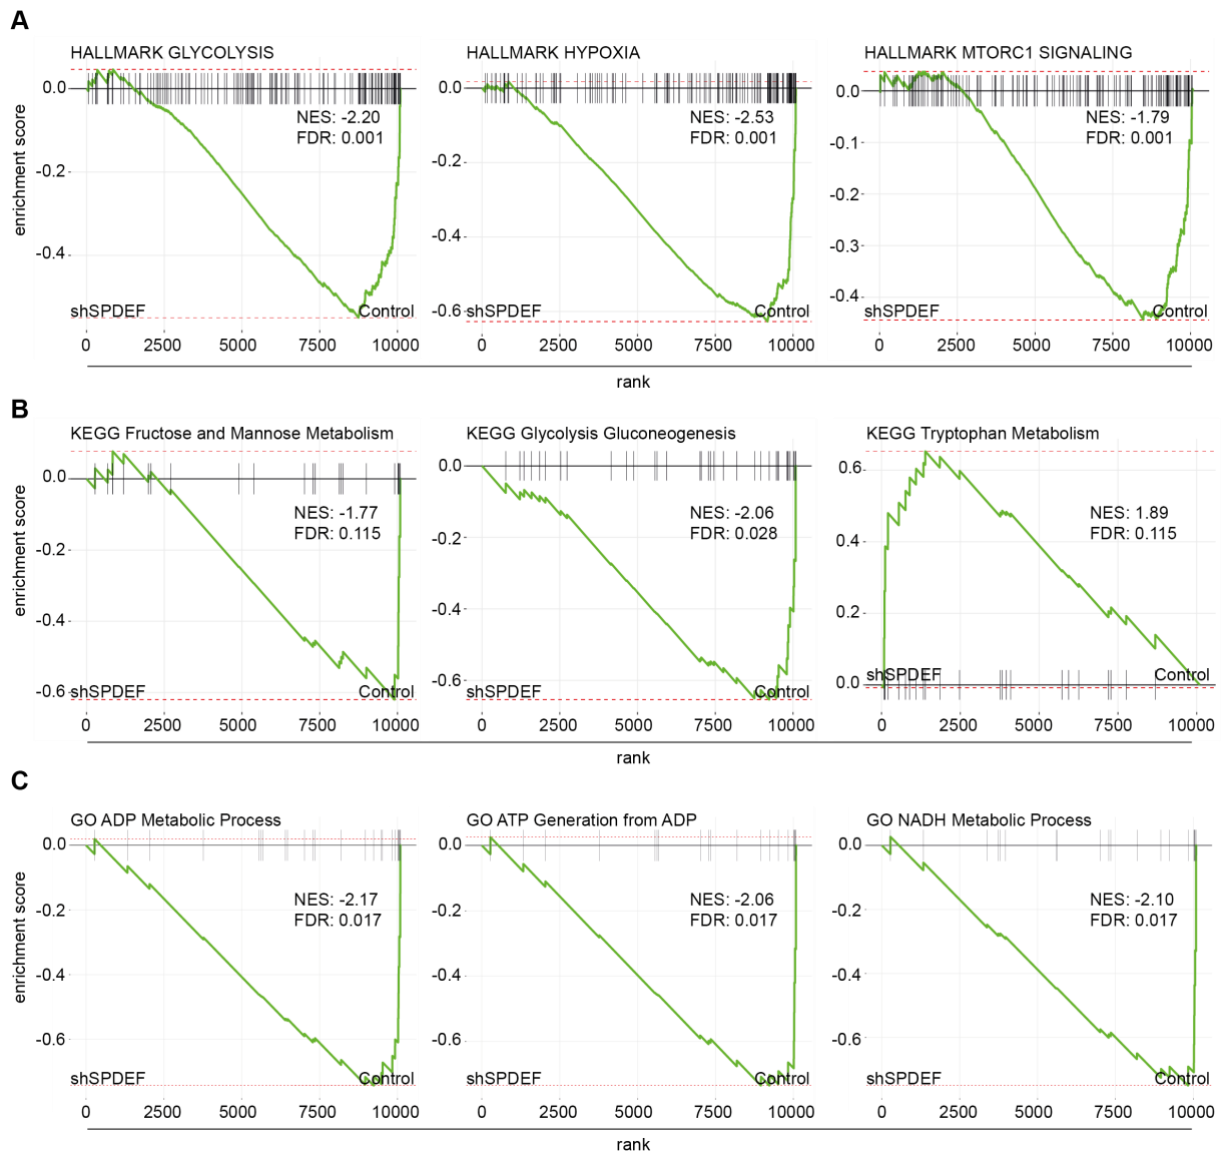 A
HALLMARK GLYCOLYSIS
HALLMARK HYPOXIA
HALLMARK MTORC1 SIGNALING
enrichment score
0.0
-0.2
-0.4
NES: -2.20
FDR: 0.001
shSPDEF
Control
0 2500 5000 7500 10000
0.0
-0.2
-0.4
-0.6
NES: -2.53
FDR: 0.001
shSPDEF
Control
0 2500 5000 7500 10000
0.0
-0.1
-0.2
-0.3
-0.4
NES: -1.79
FDR: 0.001
shSPDEF
Control
0 2500 5000 7500 10000
rank
B
KEGG Fructose and Mannose Metabolism
KEGG Glycolysis Gluconeogenesis
KEGG Tryptophan Metabolism
enrichment score
0.0
-0.2
-0.4
-0.6
NES: -1.77
FDR: 0.115
shSPDEF
Control
0 2500 5000 7500 10000
0.0
-0.2
-0.4
-0.6
NES: -2.06
FDR: 0.028
shSPDEF
Control
0 2500 5000 7500 10000
0.6
0.4
0.2
0.0
NES: 1.89
FDR: 0.115
shSPDEF
Control
0 2500 5000 7500 10000
rank
C
GO ADP Metabolic Process
GO ATP Generation from ADP
GO NADH Metabolic Process
enrichment score
0.0
-0.2
-0.4
-0.6
NES: -2.17
FDR: 0.017
shSPDEF
Control
0 2500 5000 7500 10000
0.0
-0.2
-0.4
-0.6
NES: -2.06
FDR: 0.017
shSPDEF
Control
0 2500 5000 7500 10000
0.0
-0.2
-0.4
-0.6
NES: -2.10
FDR: 0.017
shSPDEF
Control
0 2500 5000 7500 10000
rank